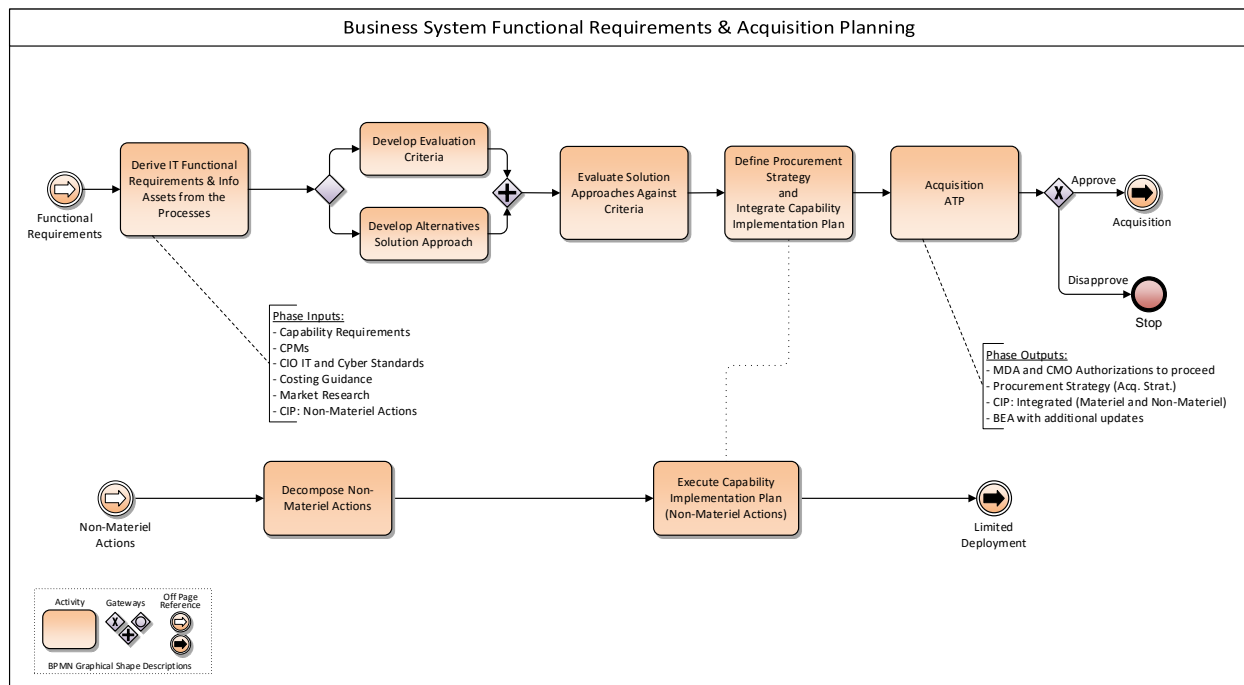 Business System Functional Requirements & Acquisition Planning
Functional
Requirements
Derive IT Functional
Requirements & Info
Assets from the
Processes
Develop Evaluation
Criteria
Develop Alternatives
Solution Approach
Evaluate Solution
Approaches Against
Criteria
Define Procurement
Strategy
and
Integrate Capability
Implementation Plan
Acquisition
ATP
X
Approve
Acquisition
Disapprove
Stop
Phase Inputs:
- Capability Requirements
- CPMs
- CIO IT and Cyber Standards
- Costing Guidance
- Market Research
- CIP: Non-Materiel Actions
Phase Outputs:
- MDA and CMO Authorizations to proceed
- Procurement Strategy (Acq. Strat.)
- CIP: Integrated (Materiel and Non-Materiel)
- BEA with additional updates
Non-Materiel
Actions
Decompose Non-
Materiel Actions
Execute Capability
Implementation Plan
(Non-Materiel Actions)
Limited
Deployment
Activity
Gateways
X
Off Page
Reference
BPMN Graphical Shape Descriptions